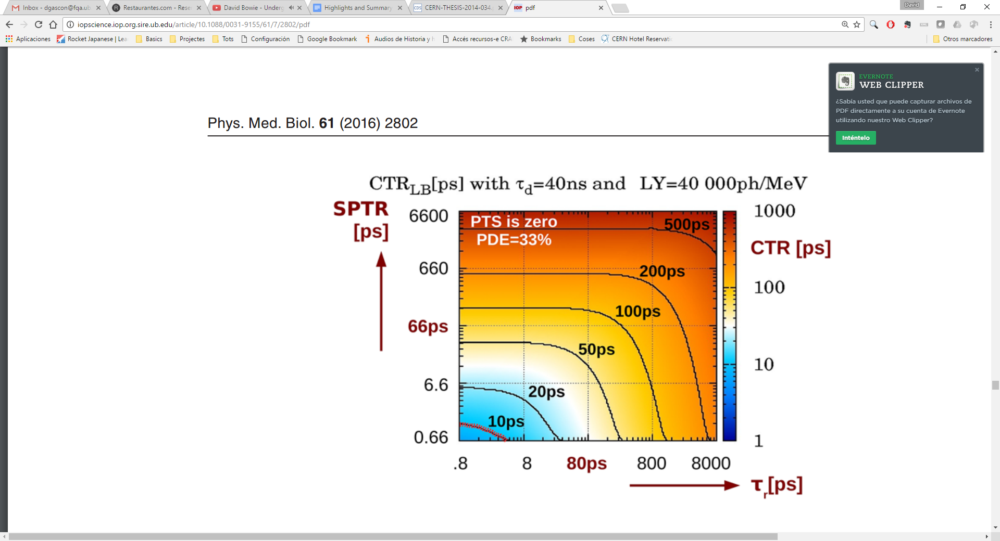 Inbox - dgascon@fqa.ub
Restaurantes.com - Rese
David Bowie - Underg
Highlights and Summary
CERN-THESIS-2014-034.
pdf
David
iopscience.iop.org.sire.ub.edu/article/10.1088/0031-9155/61/7/2802/pdf
Aplicaciones
Rocket Japanese | Lea
Basics
Projectes
Tots
Configuración
Google Bookmark
Audios de Historia y h
Accés recursos-e CRA
Bookmarks
Coses
CERN Hotel Reservati
Otros marcadores
EVERNOTE
WEB CLIPPER
¿Sabía usted que puede capturar archivos de
PDF directamente a su cuenta de Evernote
utilizando nuestro Web Clipper?
Inténtelo
Phys. Med. Biol. 61 (2016) 2802
CTR_LB[ps] with τ_d=40ns and LY=40 000ph/MeV
SPTR
[ps]
6600
660
66ps
6.6
0.66
PTS is zero
PDE=33%
500ps
200ps
100ps
50ps
20ps
10ps
1000
CTR [ps]
100
10
1
.8
8
80ps
800
8000
τ_r[ps]